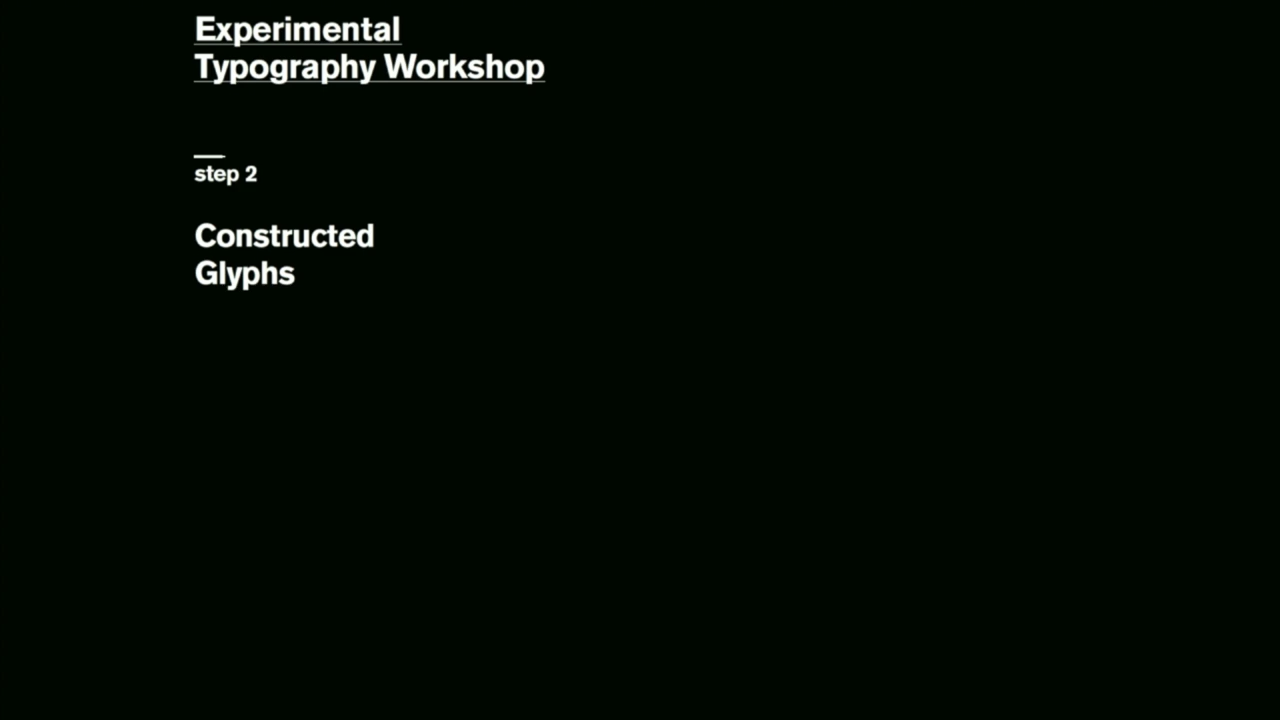 Experimental
Typography Workshop
step 2
Constructed
Glyphs